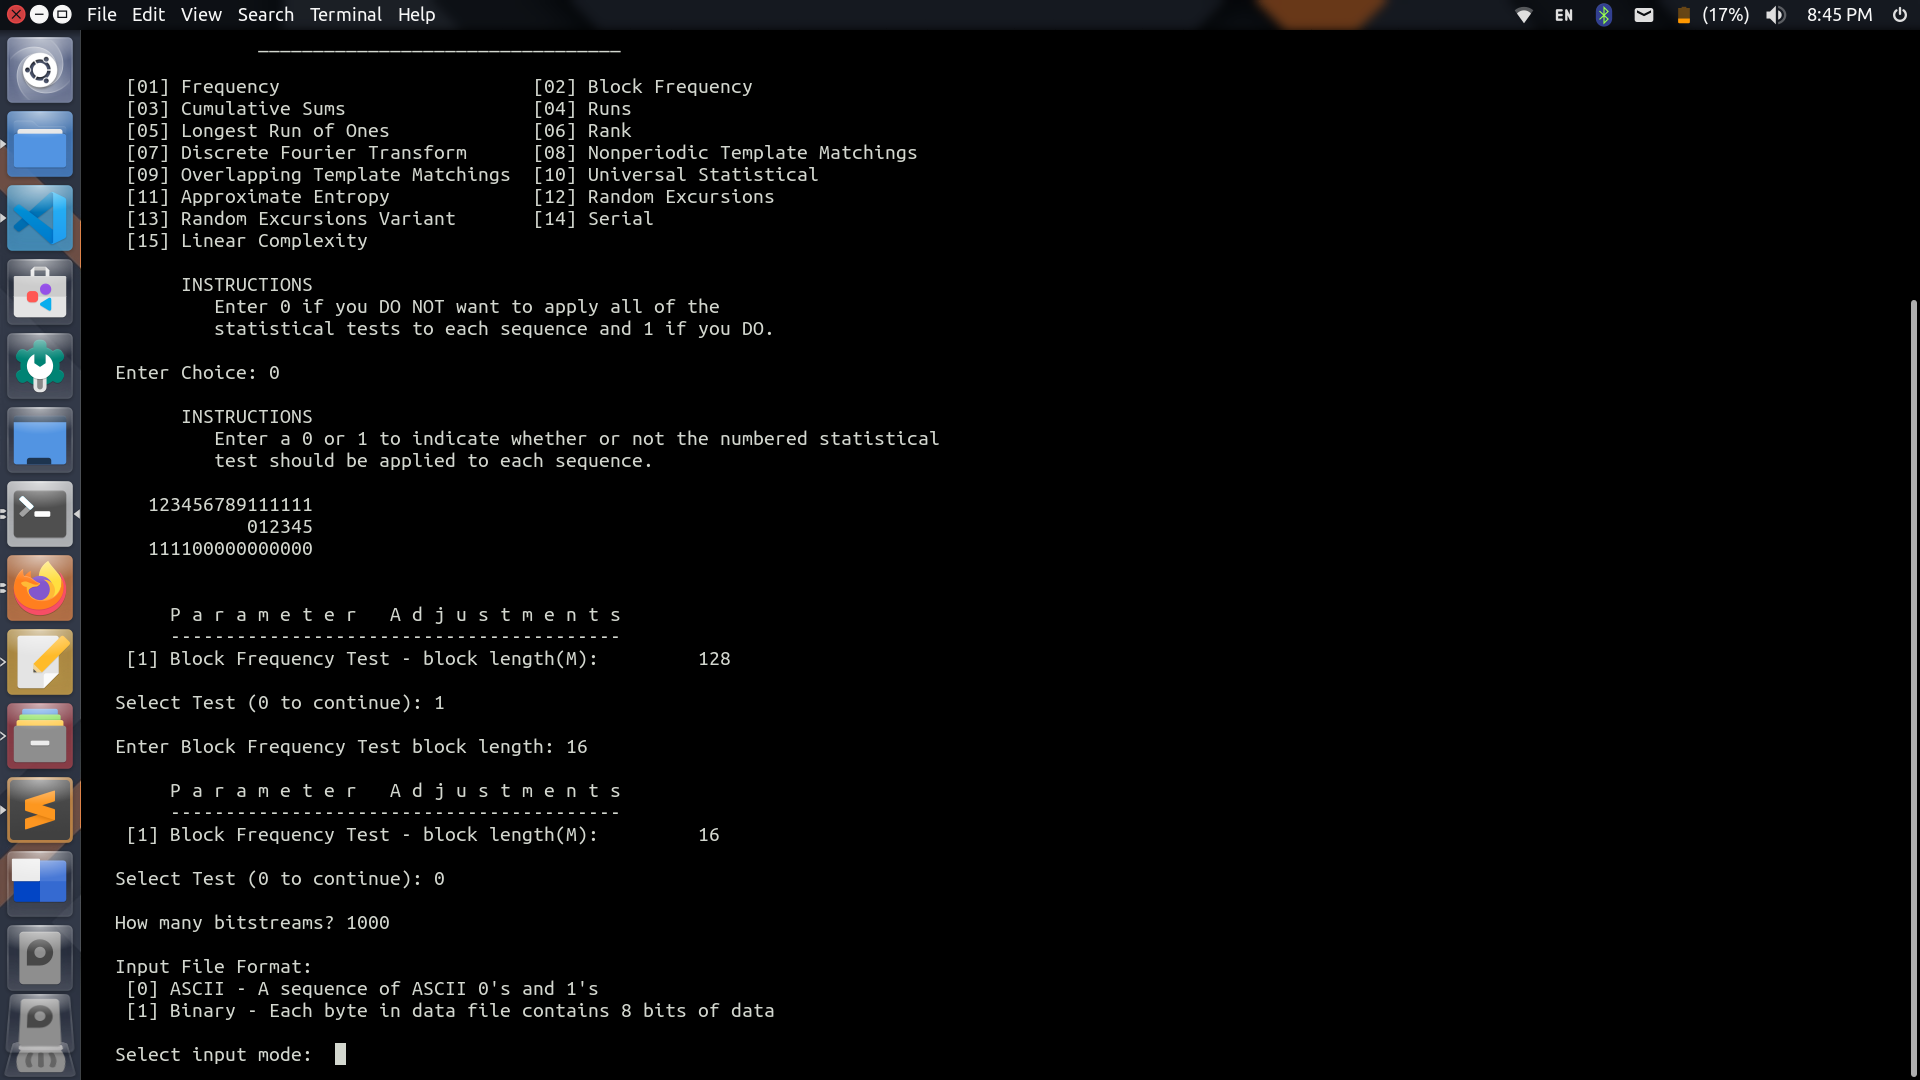 File Edit View Search Terminal Help EN (17%) 8:45 PM
_________________________________
[01] Frequency [02] Block Frequency
[03] Cumulative Sums [04] Runs
[05] Longest Run of Ones [06] Rank
[07] Discrete Fourier Transform [08] Nonperiodic Template Matchings
[09] Overlapping Template Matchings [10] Universal Statistical
[11] Approximate Entropy [12] Random Excursions
[13] Random Excursions Variant [14] Serial
[15] Linear Complexity
INSTRUCTIONS
Enter 0 if you DO NOT want to apply all of the
statistical tests to each sequence and 1 if you DO.
Enter Choice: 0
INSTRUCTIONS
Enter a 0 or 1 to indicate whether or not the numbered statistical
test should be applied to each sequence.
123456789111111
012345
111100000000000
P a r a m e t e r   A d j u s t m e n t s
-----------------------------------------
[1] Block Frequency Test - block length(M): 128
Select Test (0 to continue): 1
Enter Block Frequency Test block length: 16
P a r a m e t e r   A d j u s t m e n t s
-----------------------------------------
[1] Block Frequency Test - block length(M): 16
Select Test (0 to continue): 0
How many bitstreams? 1000
Input File Format:
[0] ASCII - A sequence of ASCII 0's and 1's
[1] Binary - Each byte in data file contains 8 bits of data
Select input mode: